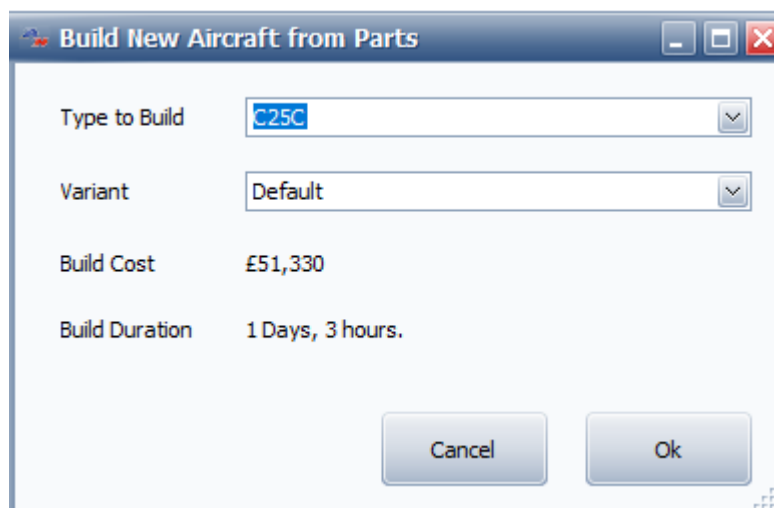 Build New Aircraft from Parts
Type to Build C25C
Variant Default
Build Cost £51,330
Build Duration 1 Days, 3 hours.
Cancel Ok